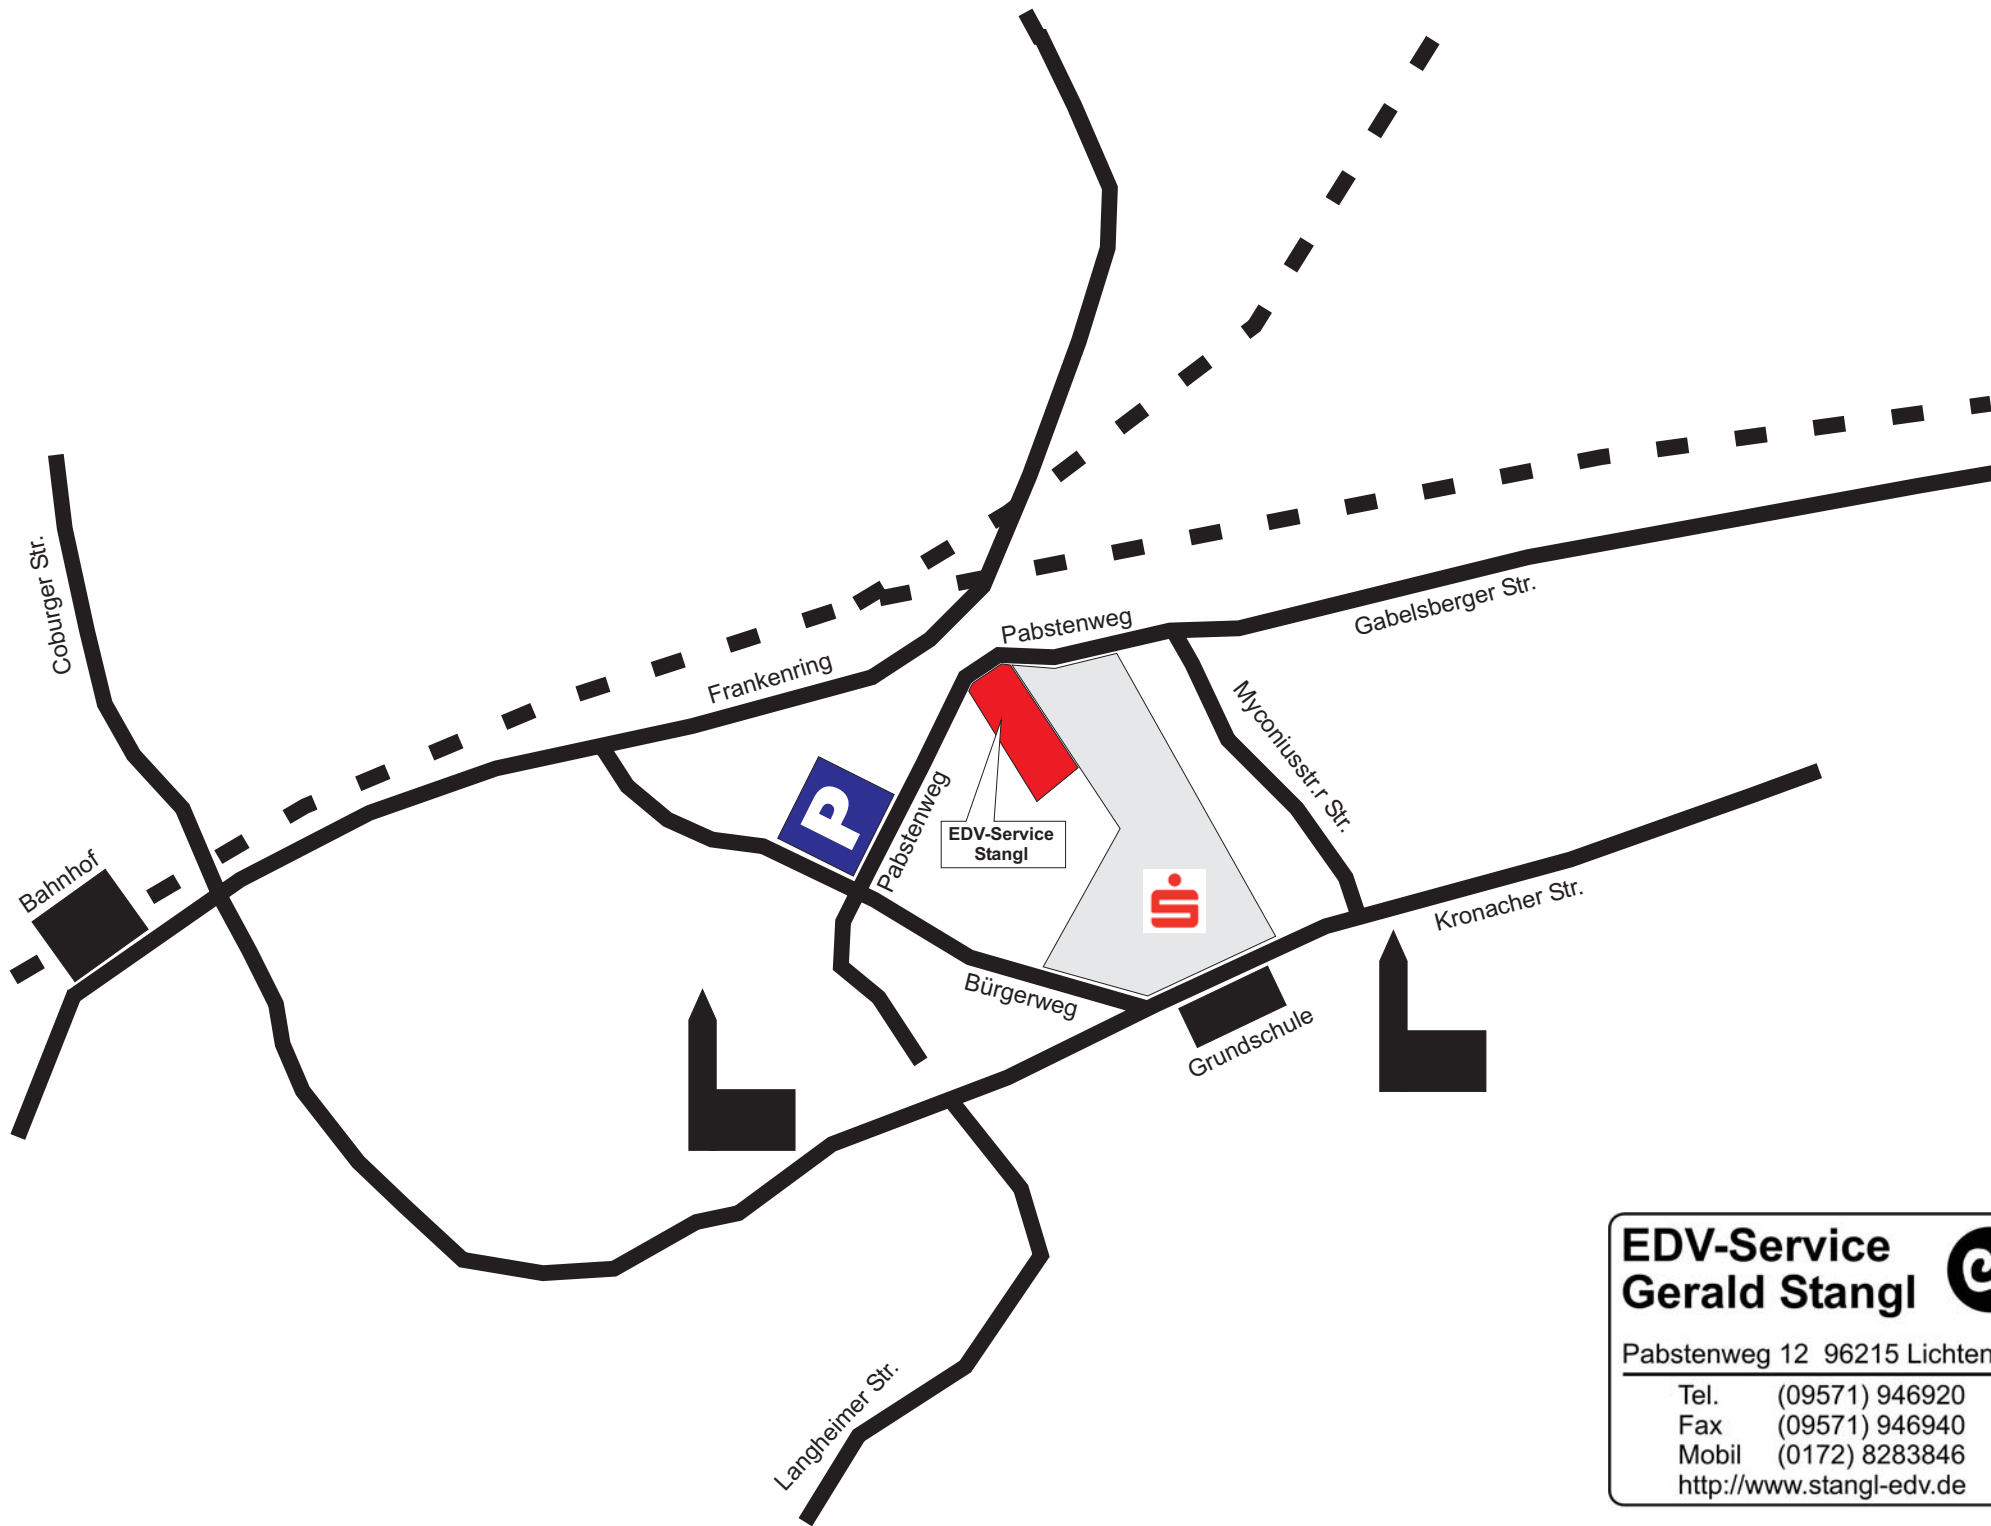 Coburger Str.
Bahnhof
Frankenring
Pabstenweg
Gabelsberger Str.
Myconiusstr.r Str.
P
Pabstenweg
EDV-Service
Stangl
Bürgerweg
Kronacher Str.
Grundschule
Langheimer Str.
EDV-Service
Gerald Stangl
Pabstenweg 12 96215 Lichten
Tel. (09571) 946920
Fax (09571) 946940
Mobil (0172) 8283846
http://www.stangl-edv.de